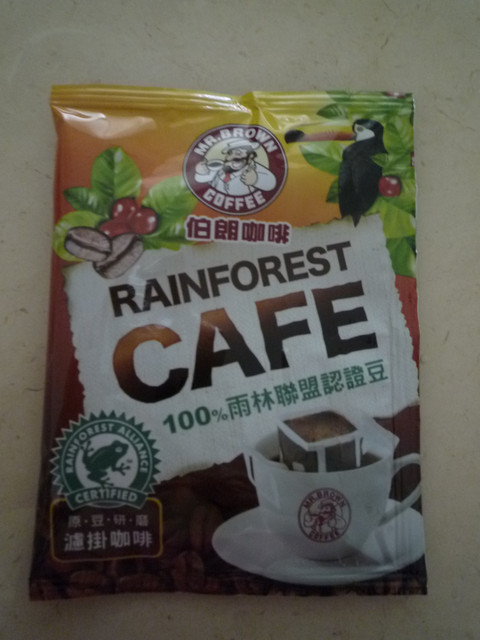 MR.BROWN
COFFEE
伯朗咖啡
RAINFOREST
CAFE
100%雨林聯盟認證豆
RAINFOREST ALLIANCE
CERTIFIED
原·豆·研·磨
濾掛咖啡
MR.BROWN
COFFEE